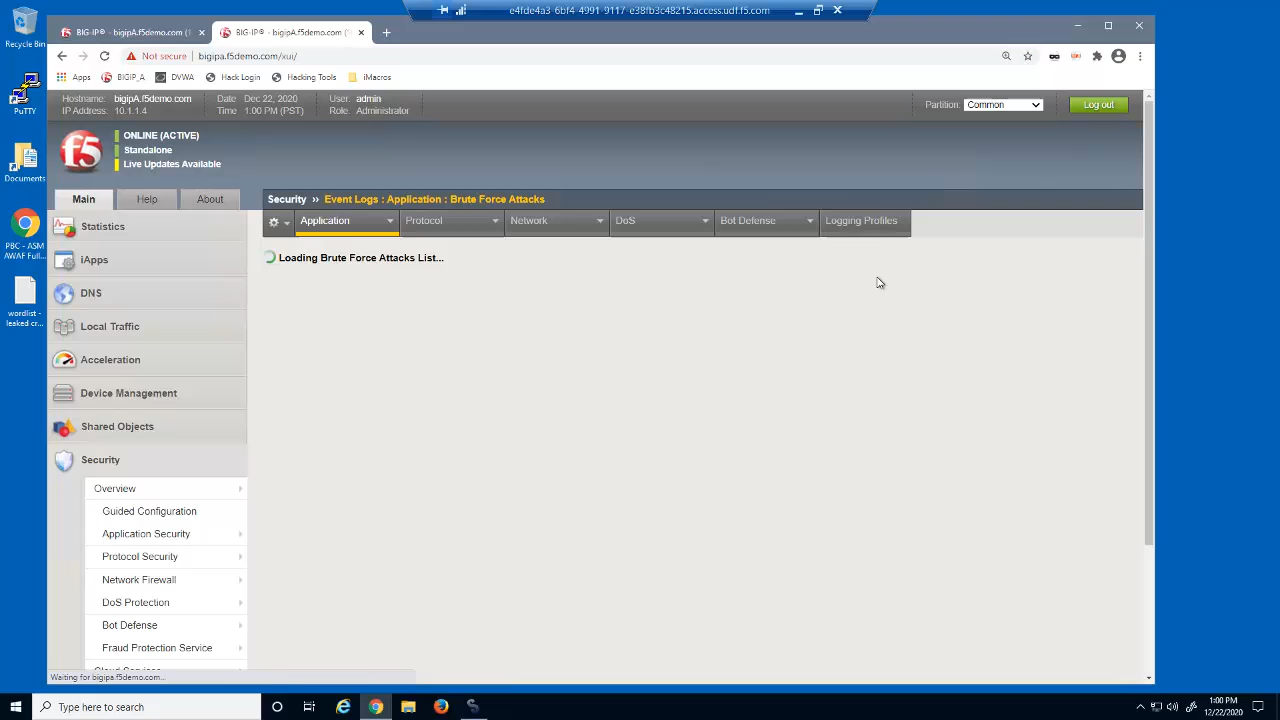 e4fde4a3-6bf4-4991-9117-e38fb3c48215.access.udf.f5.com
Recycle Bin
PuTTY
Documents
PBC - ASM
AWAF Full...
wordlist -
leaked cr...
BIG-IP® - bigipA.f5demo.com (1
BIG-IP® - bigipA.f5demo.com (
Not secure
bigipa.f5demo.com/xui/
Apps
BIGIP_A
DVWA
Hack Login
Hacking Tools
iMacros
Hostname: bigipA.f5demo.com
IP Address: 10.1.1.4
Date Dec 22, 2020
Time 1:00 PM (PST)
User: admin
Role: Administrator
Partition: Common
Log out
f5
ONLINE (ACTIVE)
Standalone
Live Updates Available
Main
Help
About
Security ›› Event Logs : Application : Brute Force Attacks
Application
Protocol
Network
DoS
Bot Defense
Logging Profiles
Loading Brute Force Attacks List...
Statistics
iApps
DNS
Local Traffic
Acceleration
Device Management
Shared Objects
Security
Overview
Guided Configuration
Application Security
Protocol Security
Network Firewall
DoS Protection
Bot Defense
Fraud Protection Service
Cloud Services
Waiting for bigipa.f5demo.com...
Type here to search
1:00 PM
12/22/2020